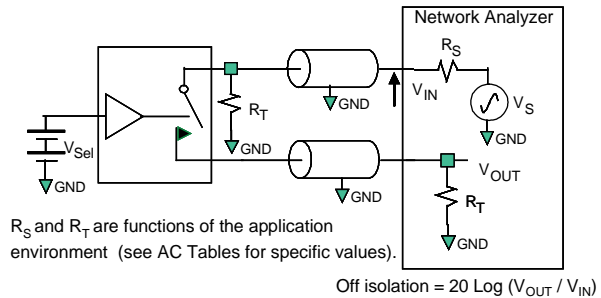 Network Analyzer
R_S
V_IN
V_S
GND
GND
R_T
GND
V_Sel
GND
GND
V_OUT
R_T
GND
R_S and R_T are functions of the application
environment (see AC Tables for specific values).
Off isolation = 20 Log (V_OUT / V_IN)